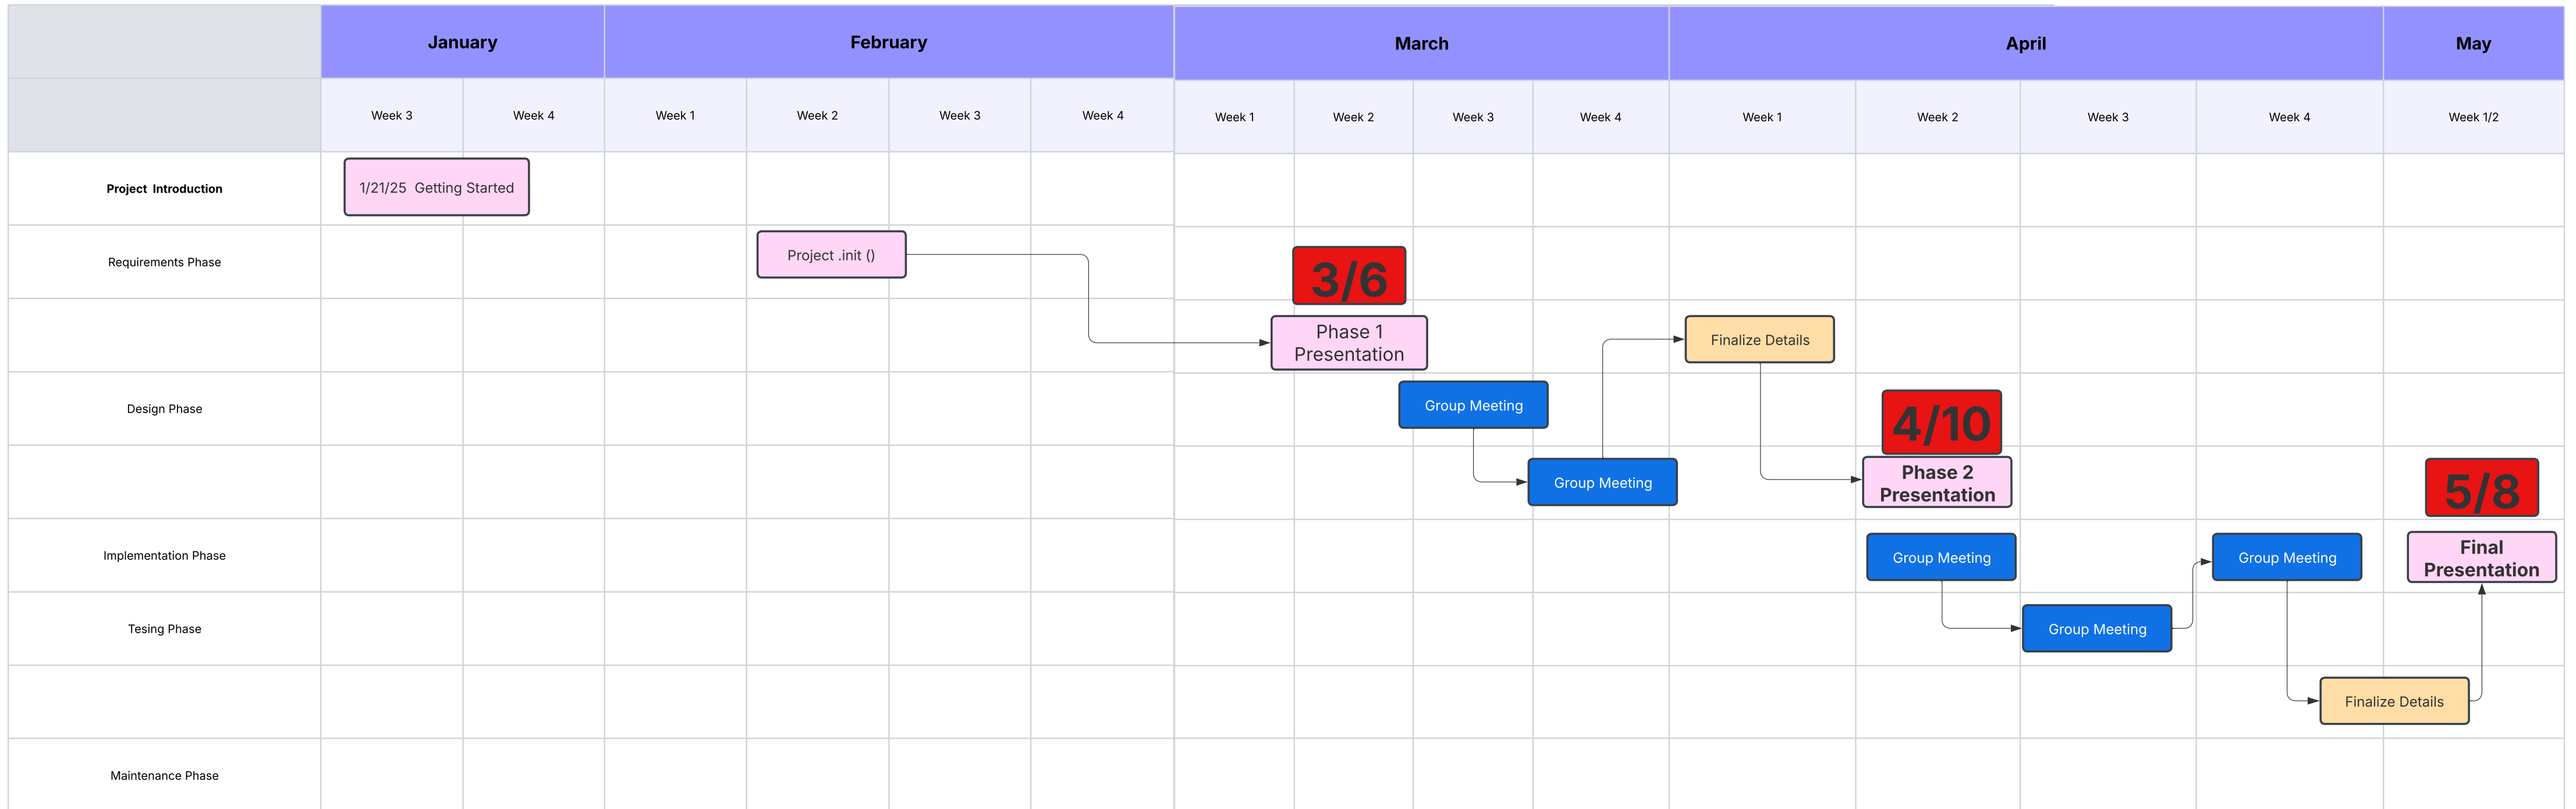 January
February
March
April
May
Week 3
Week 4
Week 1
Week 2
Week 3
Week 4
Week 1
Week 2
Week 3
Week 4
Week 1
Week 2
Week 3
Week 4
Week 1/2
Project Introduction
1/21/25 Getting Started
Requirements Phase
Project .init ()
3/6
Phase 1
Presentation
Finalize Details
Design Phase
Group Meeting
4/10
Group Meeting
Phase 2
Presentation
5/8
Implementation Phase
Group Meeting
Group Meeting
Final
Presentation
Tesing Phase
Group Meeting
Finalize Details
Maintenance Phase